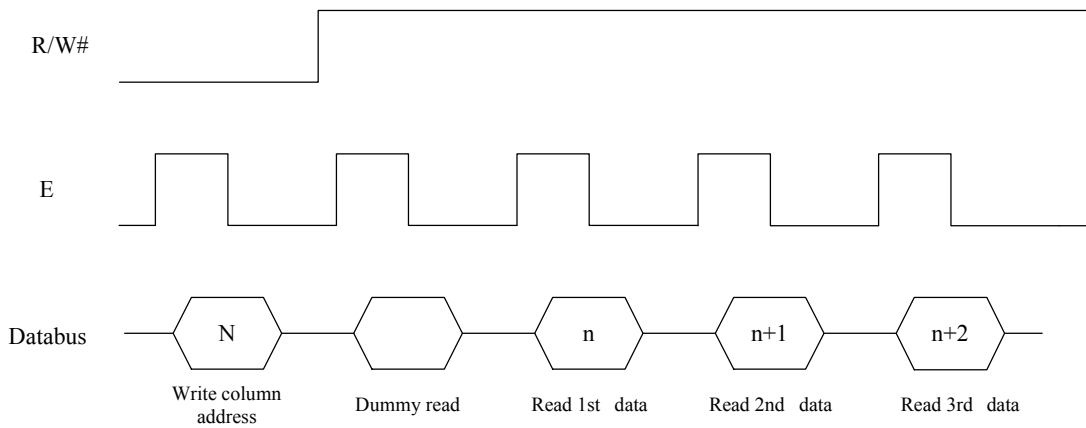 R/W#
E
Databus
N
n
n+1
n+2
Write column
address
Dummy read
Read 1st data
Read 2nd data
Read 3rd data